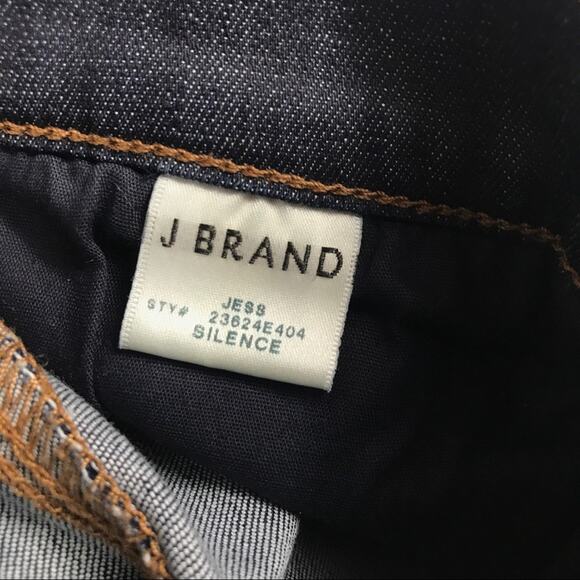 J BRAND
JESS
STY# 23624E404
SILENCE